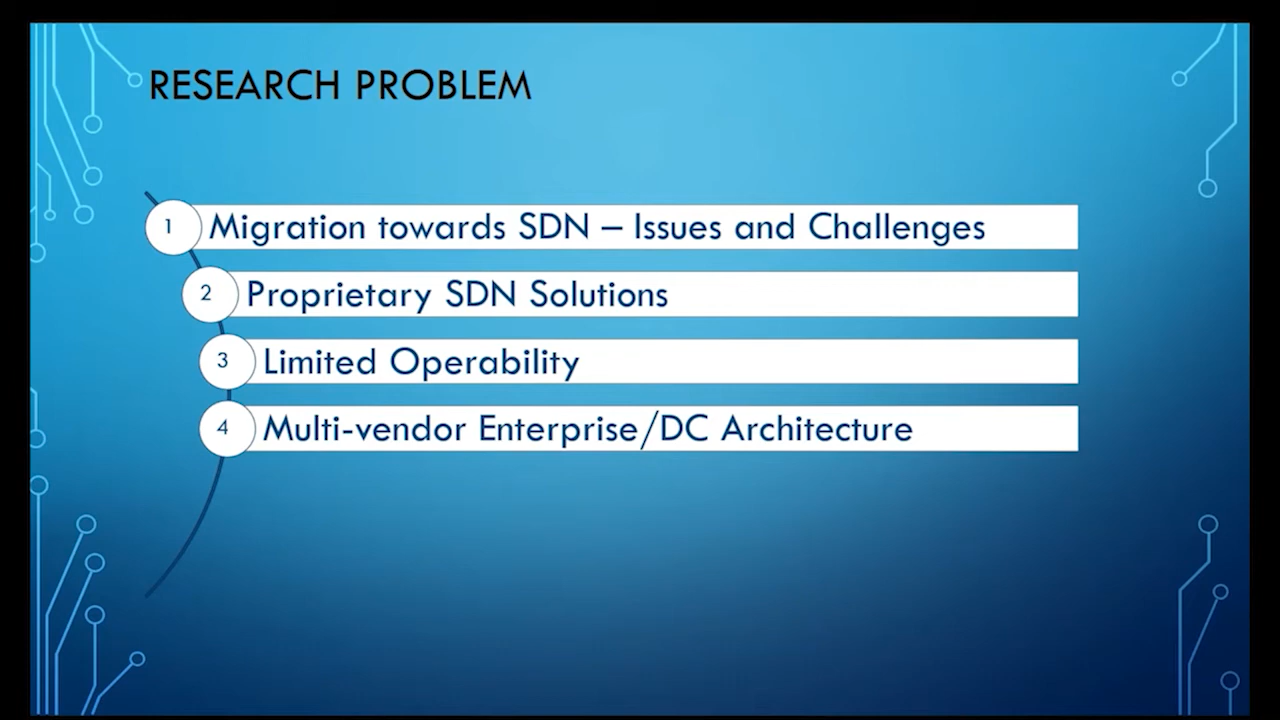 RESEARCH PROBLEM
1 Migration towards SDN – Issues and Challenges
2 Proprietary SDN Solutions
3 Limited Operability
4 Multi-vendor Enterprise/DC Architecture